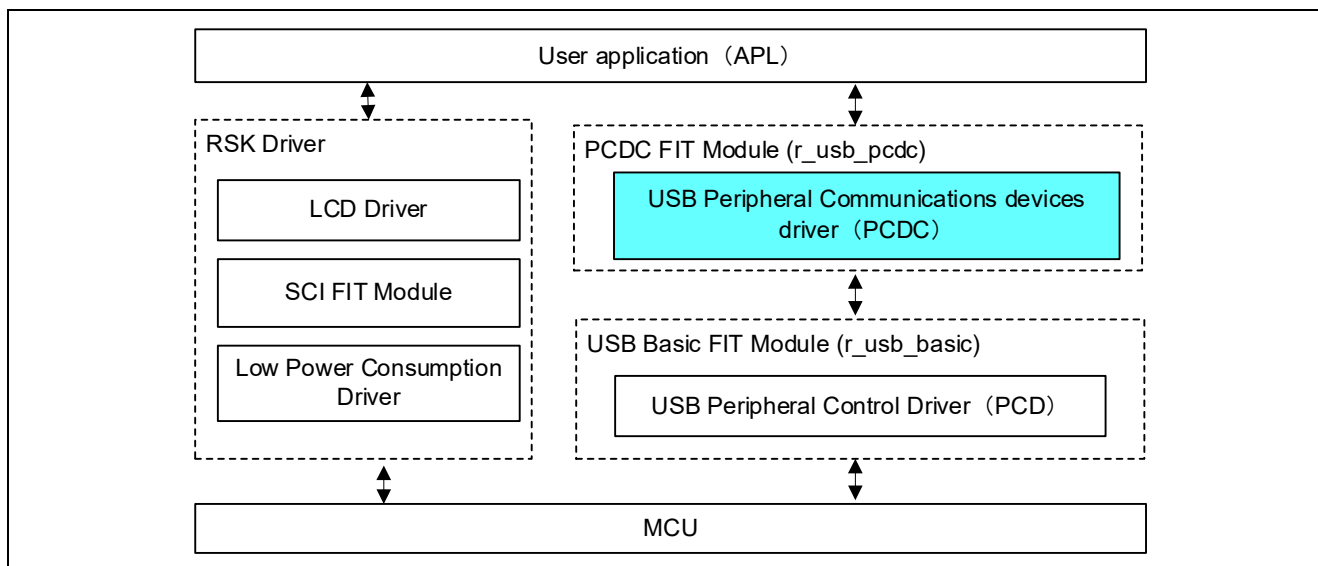 User application（APL）
RSK Driver
LCD Driver
SCI FIT Module
Low Power Consumption
Driver
PCDC FIT Module (r_usb_pcdc)
USB Peripheral Communications devices
driver（PCDC）
USB Basic FIT Module (r_usb_basic)
USB Peripheral Control Driver（PCD）
MCU